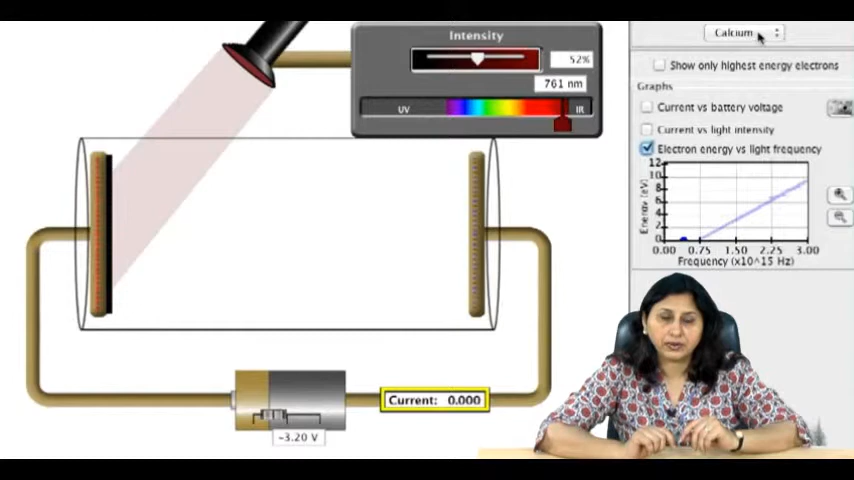 Intensity
52%
761 nm
UV
IR
Calcium
Show only highest energy electrons
Graphs
Current vs battery voltage
Current vs light intensity
Electron energy vs light frequency
Energy (eV)
12
10
8
6
4
2
0
0.00 0.75 1.50 2.25 3.00
Frequency (x10^15 Hz)
Current: 0.000
-3.20 V